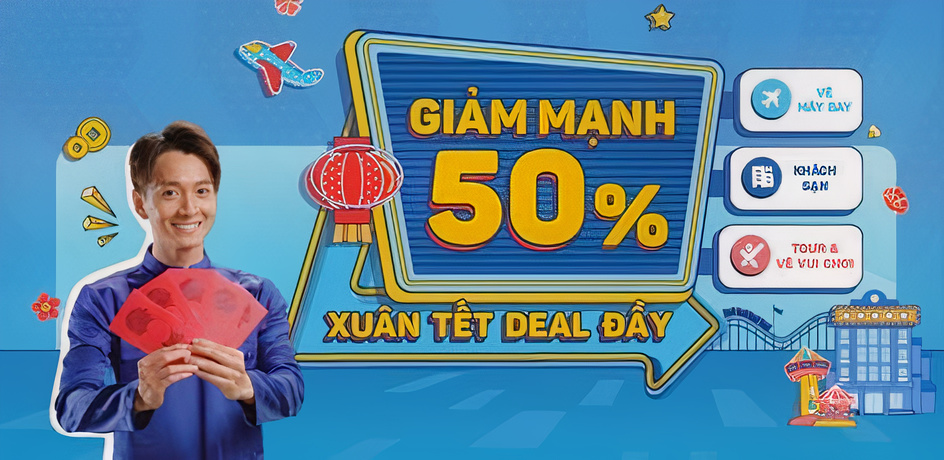 GIẢM MẠNH
50%
XUÂN TẾT DEAL ĐẦY
VÉ
MÁY BAY
KHÁCH
SẠN
TOUR &
VÉ VUI CHƠI